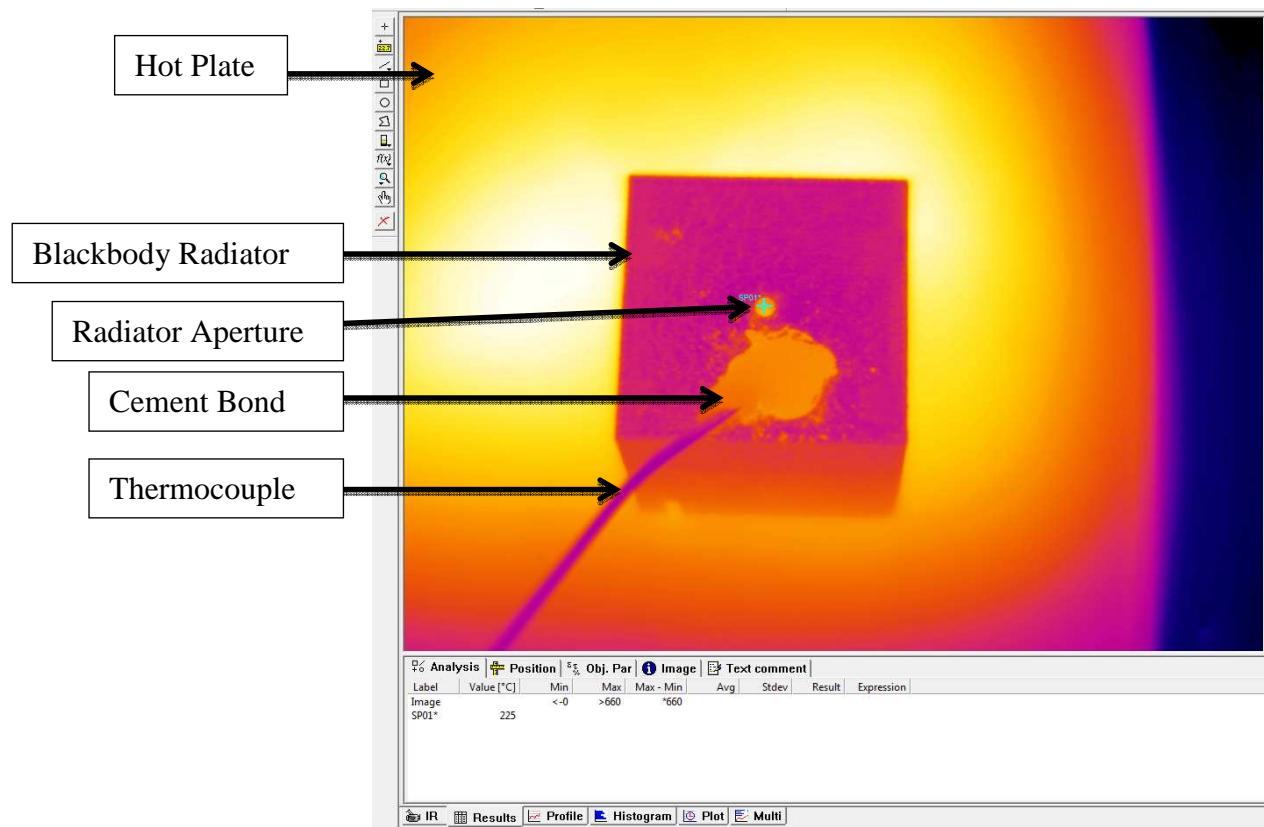 Hot Plate
Blackbody Radiator
Radiator Aperture
Cement Bond
Thermocouple
SP01*
Analysis Position Obj. Par Image Text comment
Label Value [°C] Min Max Max - Min Avg Stdev Result Expression
Image <-0 >660 *660
SP01* 225
IR Results Profile Histogram Plot Multi